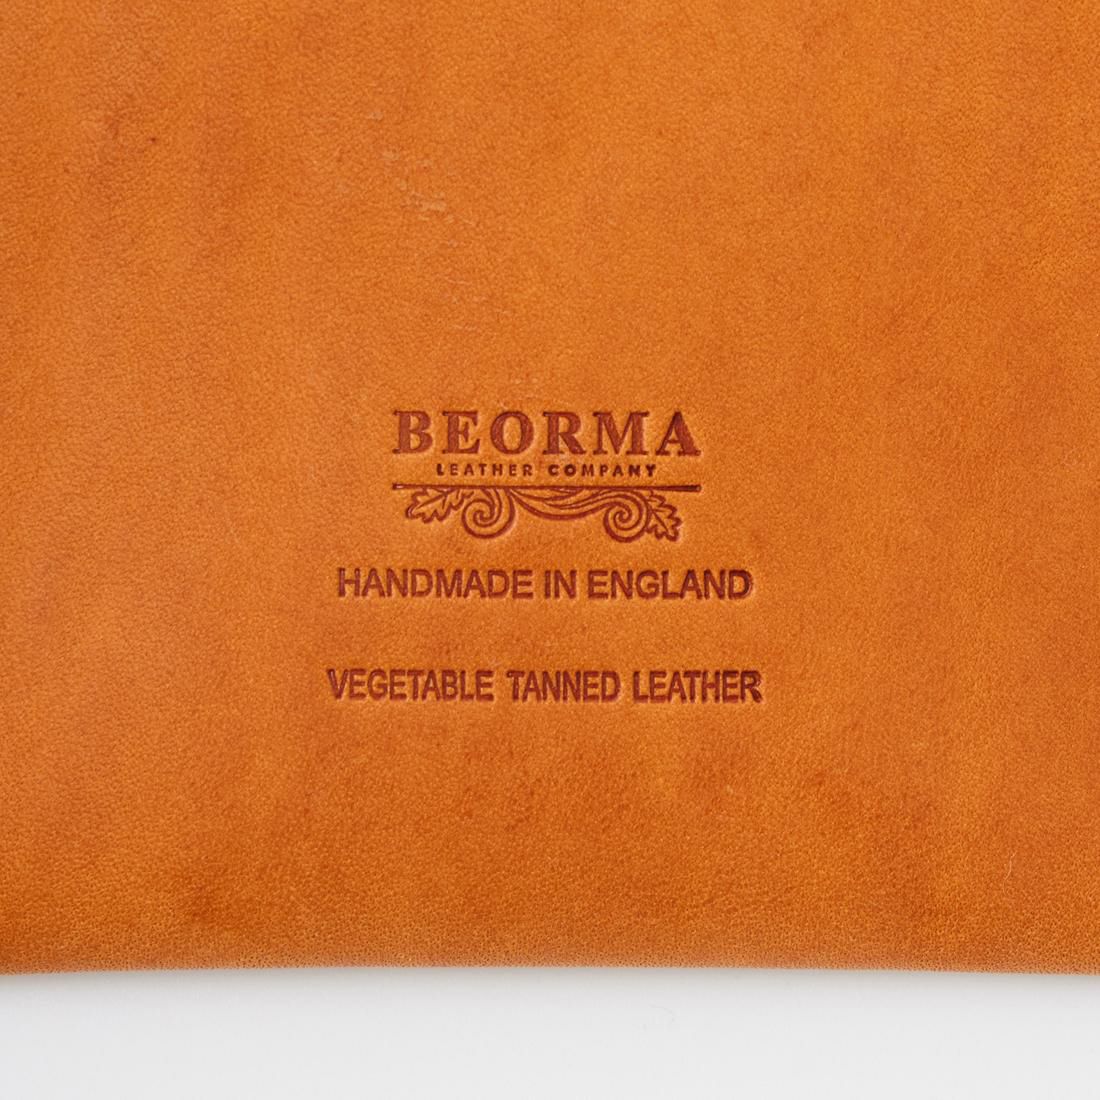 BEORMA
LEATHER COMPANY
HANDMADE IN ENGLAND
VEGETABLE TANNED LEATHER